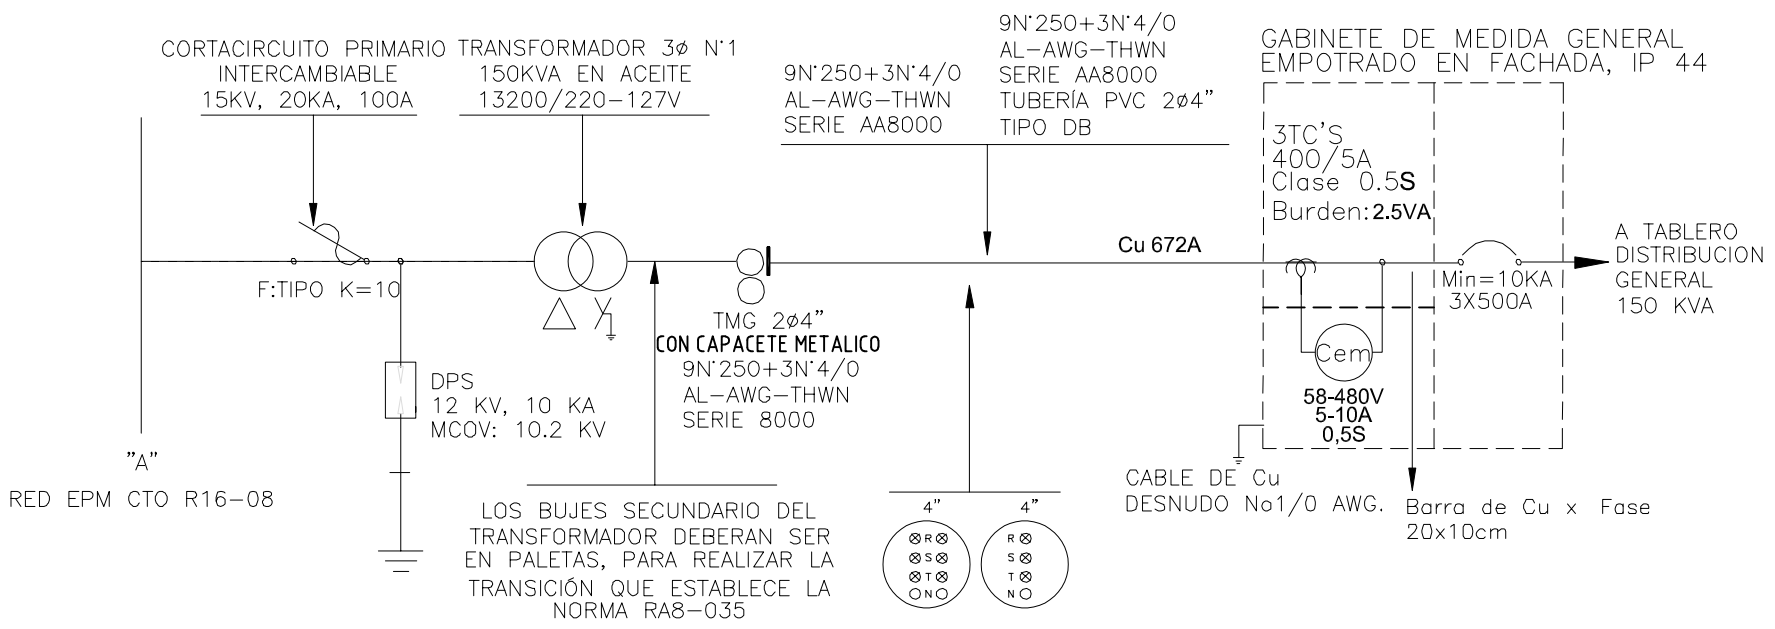 CORTACIRCUITO PRIMARIO
INTERCAMBIABLE
15KV, 20KA, 100A
TRANSFORMADOR 3ø N°1
150KVA EN ACEITE
13200/220-127V
9N°250+3N°4/0
AL-AWG-THWN
SERIE AA8000
9N°250+3N°4/0
AL-AWG-THWN
SERIE AA8000
TUBERÍA PVC 2ø4"
TIPO DB
GABINETE DE MEDIDA GENERAL
EMPOTRADO EN FACHADA, IP 44
3TC'S
400/5A
Clase 0.5S
Burden: 2.5VA
Cu 672A
A TABLERO
DISTRIBUCION
GENERAL
150 KVA
Min=10KA
3X500A
F:TIPO K=10
TMG 2ø4"
CON CAPACETE METALICO
9N°250+3N°4/0
AL-AWG-THWN
SERIE 8000
Cem
58-480V
5-10A
0,5S
DPS
12 KV, 10 KA
MCOV: 10.2 KV
"A"
RED EPM CTO R16-08
LOS BUJES SECUNDARIO DEL
TRANSFORMADOR DEBERAN SER
EN PALETAS, PARA REALIZAR LA
TRANSICIÓN QUE ESTABLECE LA
NORMA RA8-035
4"
R
S
T
N
4"
R
S
T
N
CABLE DE Cu
DESNUDO No1/0 AWG.
Barra de Cu x Fase
20x10cm